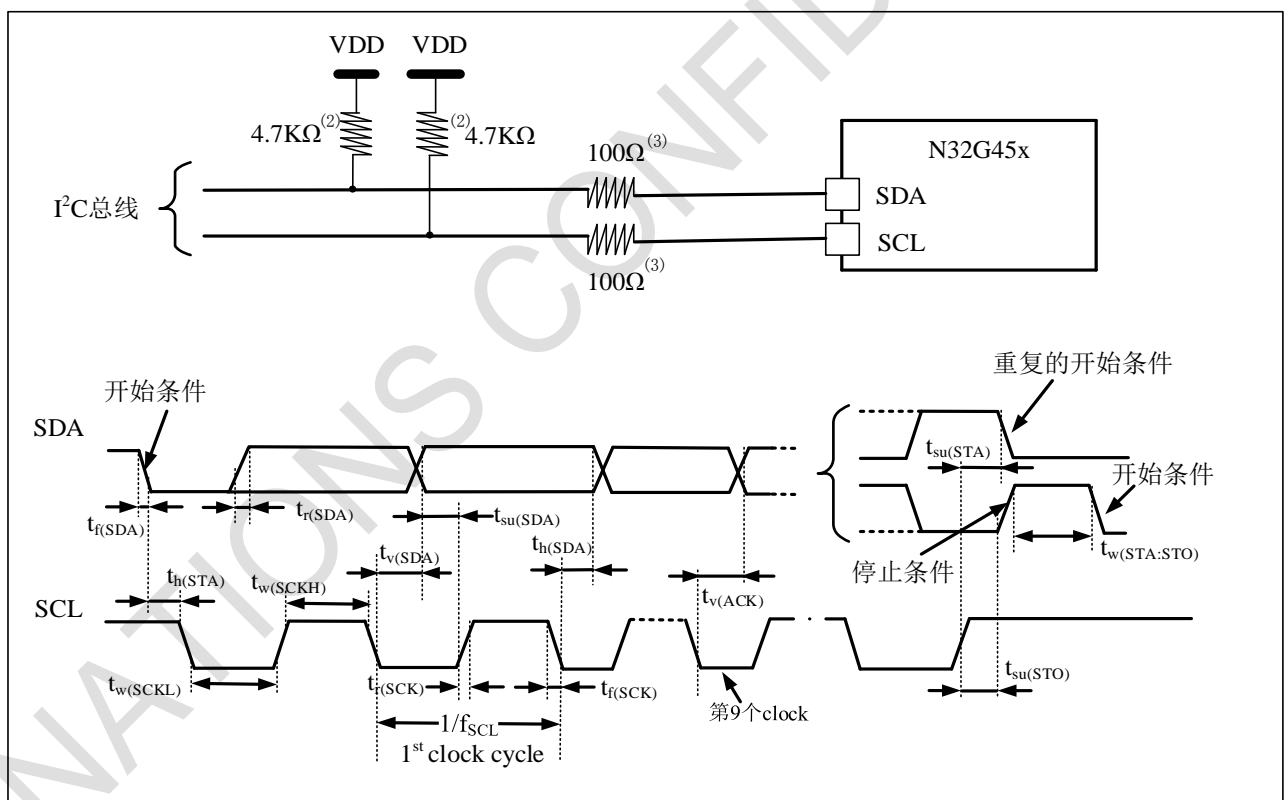 NATIONS CONFID
VDD VDD
4.7KΩ(2) (2)4.7KΩ
100Ω(3)
N32G45x
SDA
I2C总线
SCL
100Ω(3)
重复的开始条件
开始条件
SDA
tsu(STA)
开始条件
tf(SDA)
tr(SDA)
tsu(SDA)
tv(SDA)
th(SDA)
tw(STA:STO)
停止条件
th(STA)
tw(SCKH)
tv(ACK)
SCL
tw(SCKL)
tr(SCK)
tf(SCK)
tsu(STO)
第9个clock
1/fSCL
1st clock cycle